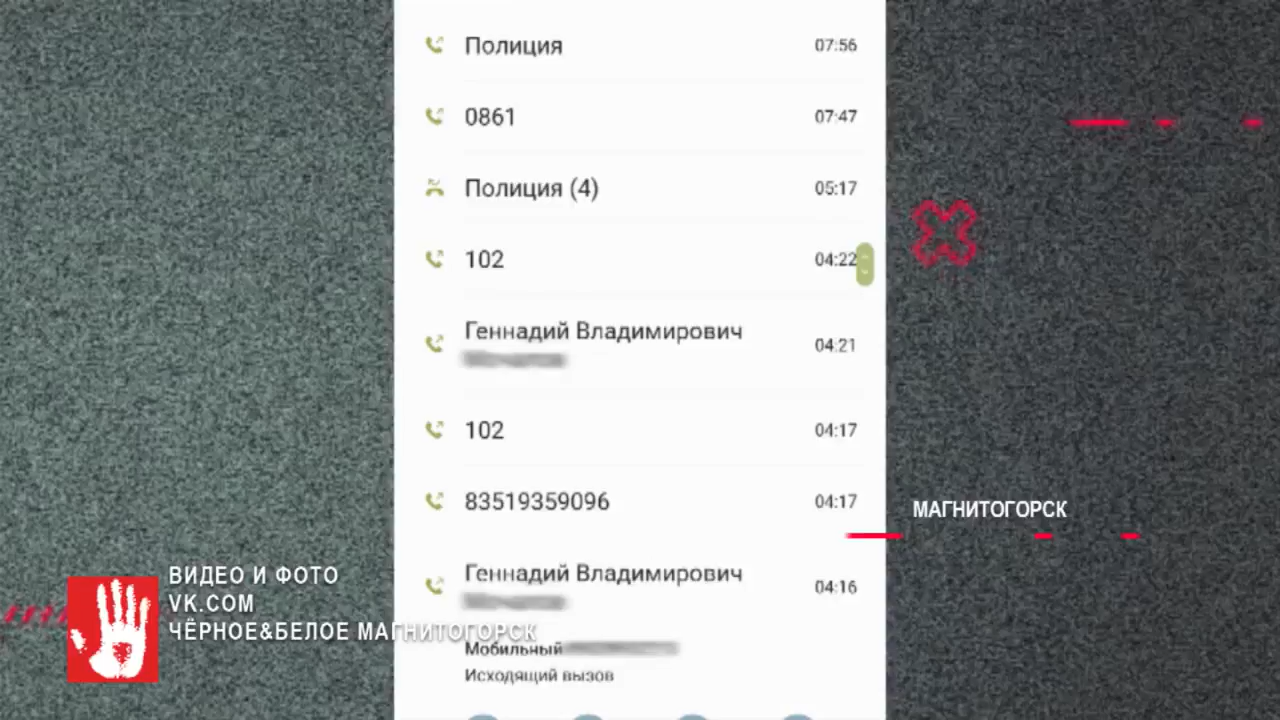 Полиция 07:56
0861 07:47
Полиция (4) 05:17
102 04:22
Геннадий Владимирович
04:21
102 04:17
83519359096 04:17
МАГНИТОГОРСК
Геннадий Владимирович
04:16
Мобильный
Исходящий вызов
ВИДЕО И ФОТО
VK.COM
ЧЁРНОЕ&БЕЛОЕ МАГНИТОГОРСК